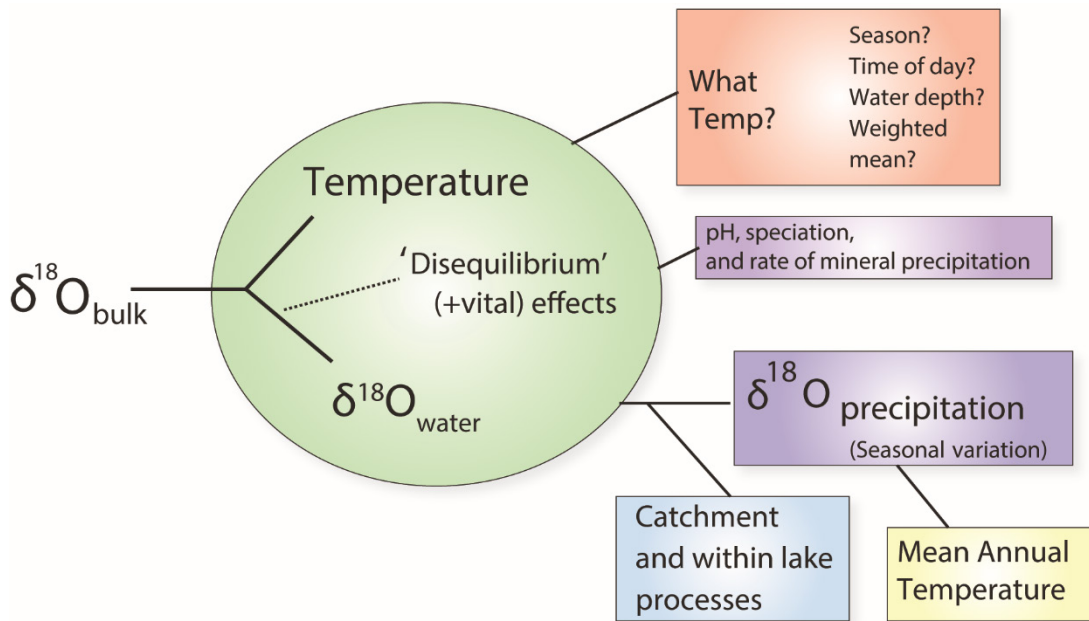 δ18Obulk
Temperature
'Disequilibrium'
(+vital) effects
δ18Owater
What
Temp?
Season?
Time of day?
Water depth?
Weighted
mean?
pH, speciation,
and rate of mineral precipitation
δ18O precipitation
(Seasonal variation)
Catchment
and within lake
processes
Mean Annual
Temperature